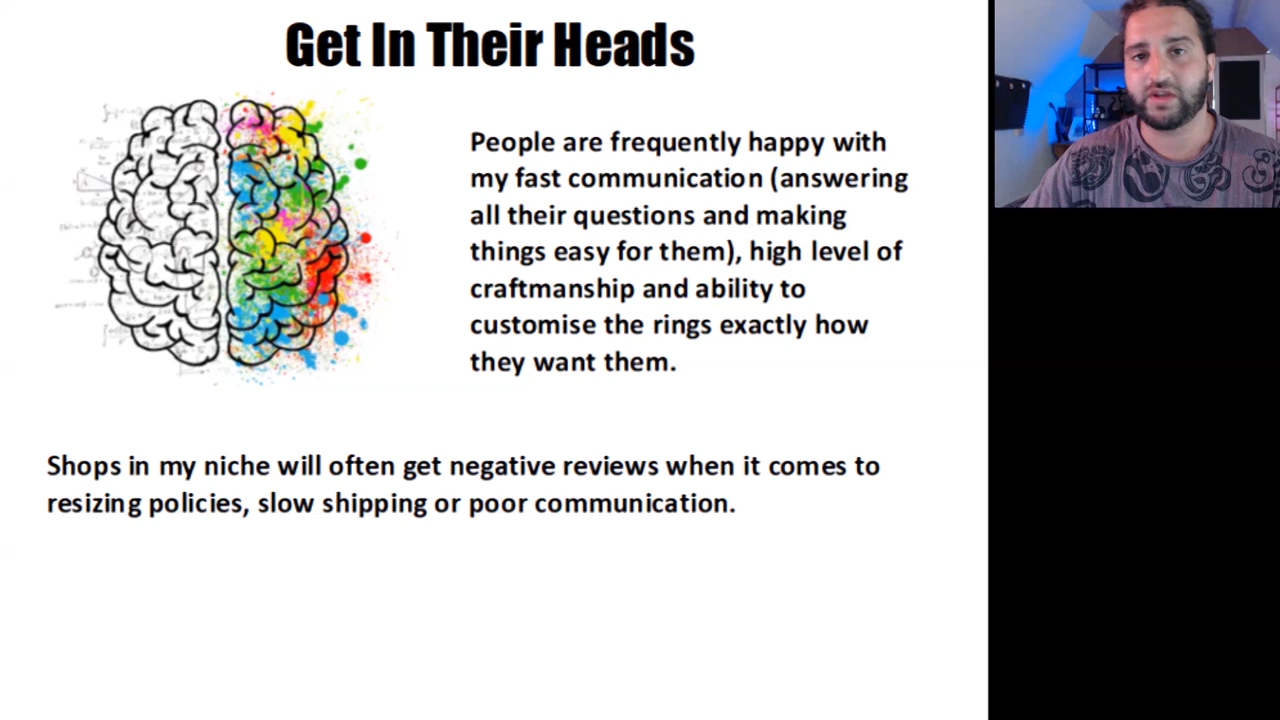 Get In Their Heads
People are frequently happy with
my fast communication (answering
all their questions and making
things easy for them), high level of
craftmanship and ability to
customise the rings exactly how
they want them.
Shops in my niche will often get negative reviews when it comes to
resizing policies, slow shipping or poor communication.